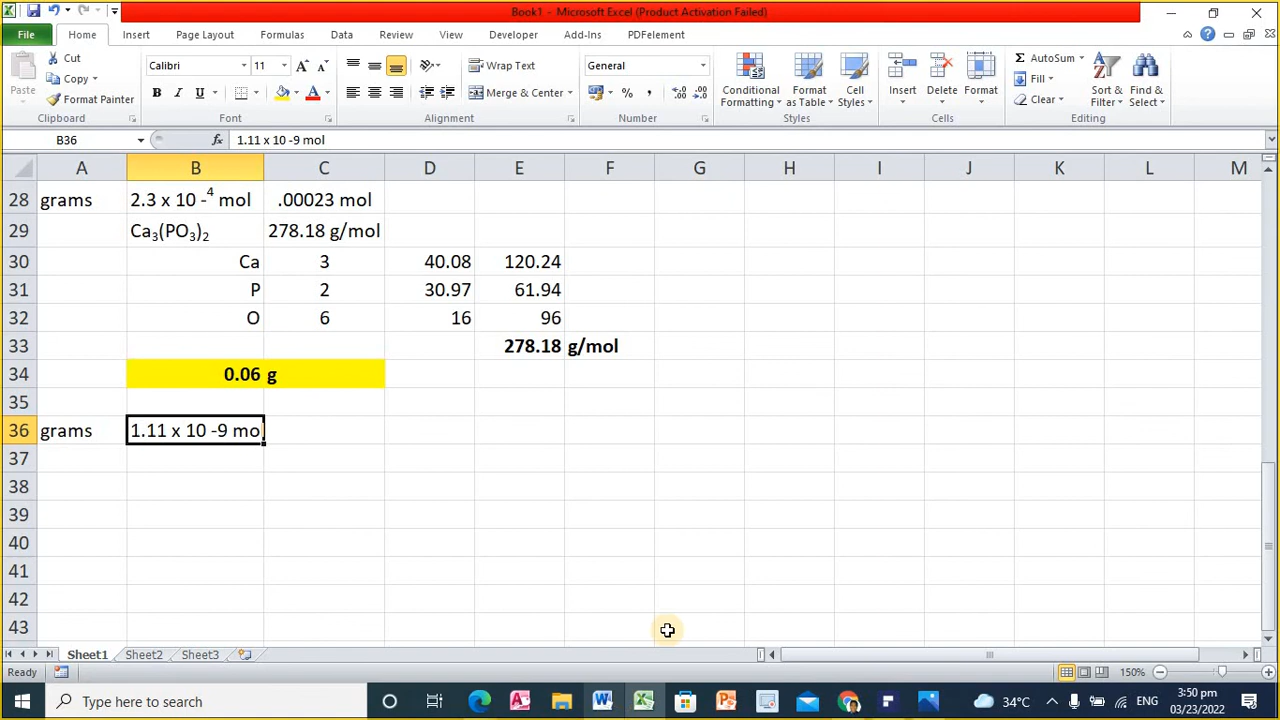 Book1 - Microsoft Excel (Product Activation Failed)
File Home Insert Page Layout Formulas Data Review View Developer Add-Ins PDFelement
Paste
Cut
Copy
Format Painter
Clipboard
Calibri 11
B I U
Font
Wrap Text
Merge & Center
Alignment
General
% ,
Number
Conditional Formatting
Format as Table
Cell Styles
Styles
Insert Delete Format
Cells
Σ AutoSum
Fill
Clear
Sort & Filter
Find & Select
Editing
B36 fx 1.11 x 10 -9 mol
A B C D E F G H I J K L M
28 grams 2.3 x 10 -⁴ mol .00023 mol
29 Ca₃(PO₃)₂ 278.18 g/mol
30 Ca 3 40.08 120.24
31 P 2 30.97 61.94
32 O 6 16 96
33 278.18 g/mol
34 0.06 g
35
36 grams 1.11 x 10 -9 mo
37
38
39
40
41
42
43
Sheet1 Sheet2 Sheet3
Ready 150%
Type here to search 34°C ENG 3:50 pm
03/23/2022